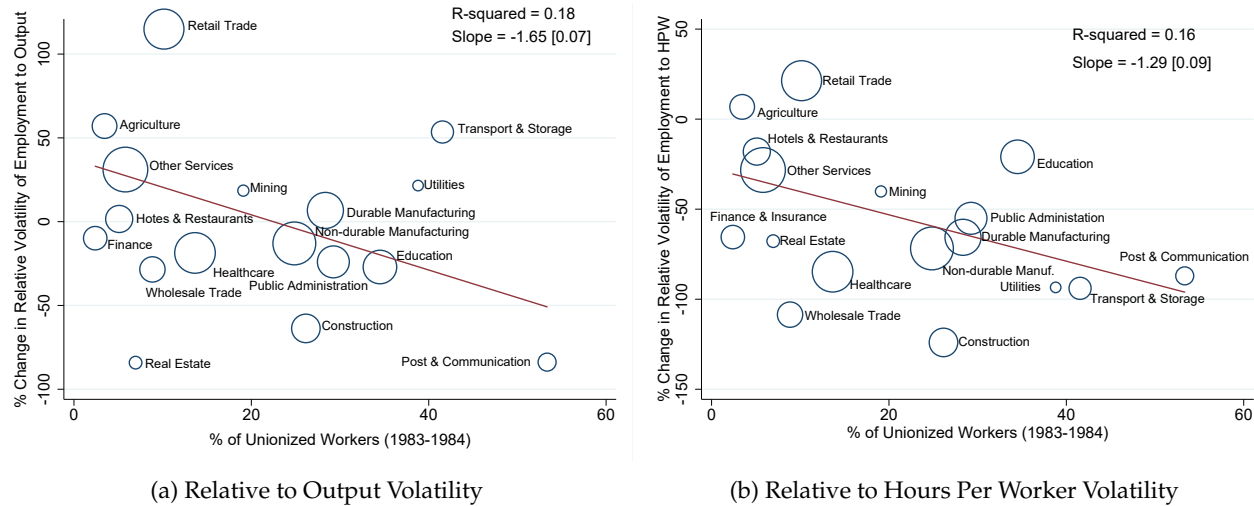 % Change in Relative Volatility of Employment to Output
100
50
0
-50
-100
R-squared = 0.18
Slope = -1.65 [0.07]
Retail Trade
Agriculture
Transport & Storage
Other Services
Mining
Utilities
Durable Manufacturing
Hotes & Restaurants
Non-durable Manufacturing
Finance
Education
Healthcare
Public Administration
Wholesale Trade
Construction
Real Estate
Post & Communication
0 20 40 60
% of Unionized Workers (1983-1984)
(a) Relative to Output Volatility
% Change in Relative Volatility of Employment to HPW
50
0
-50
-100
-150
R-squared = 0.16
Slope = -1.29 [0.09]
Retail Trade
Agriculture
Hotels & Restaurants
Education
Other Services
Mining
Finance & Insurance
Public Administation
Real Estate
Durable Manufacturing
Post & Communication
Non-durable Manuf.
Healthcare
Utilities
Transport & Storage
Wholesale Trade
Construction
0 20 40 60
% of Unionized Workers (1983-1984)
(b) Relative to Hours Per Worker Volatility